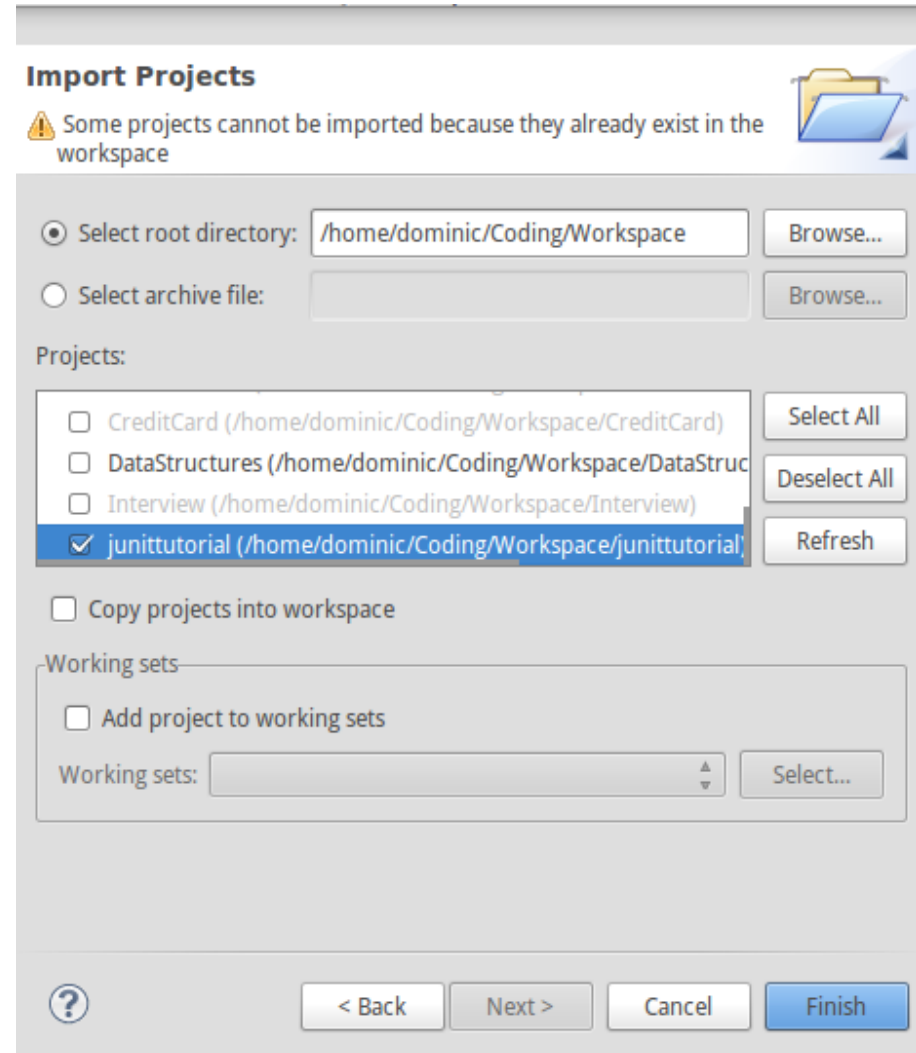 Import Projects
Some projects cannot be imported because they already exist in the
workspace
Select root directory: /home/dominic/Coding/Workspace Browse...
Select archive file: Browse...
Projects:
CreditCard (/home/dominic/Coding/Workspace/CreditCard)
Select All
DataStructures (/home/dominic/Coding/Workspace/DataStruc
Deselect All
Interview (/home/dominic/Coding/Workspace/Interview)
junittutorial (/home/dominic/Coding/Workspace/junittutorial)
Refresh
Copy projects into workspace
Working sets
Add project to working sets
Working sets: Select...
? < Back Next > Cancel Finish